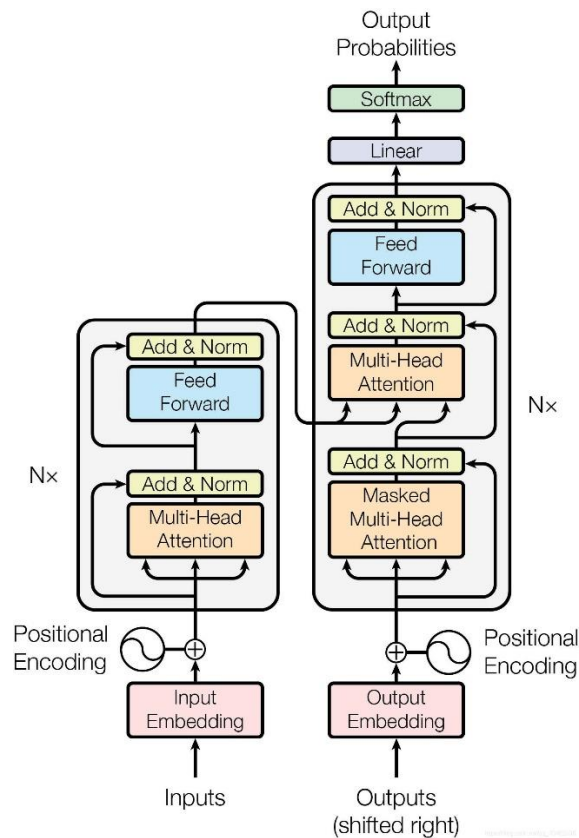 Output
Probabilities
Softmax
Linear
Add & Norm
Feed
Forward
Add & Norm
Multi-Head
Attention
Add & Norm
Masked
Multi-Head
Attention
N×
Add & Norm
Feed
Forward
Add & Norm
Multi-Head
Attention
N×
Positional
Encoding
Positional
Encoding
Input
Embedding
Output
Embedding
Inputs
Outputs
(shifted right)